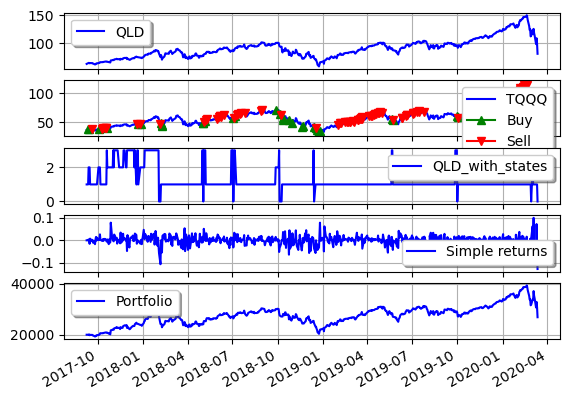 150
QLD
100
100
TQQQ
Buy
50
Sell
2
QLD_with_states
0
0.1
0.0
Simple returns
−0.1
40000
Portfolio
20000
2017-10 2018-01 2018-04 2018-07 2018-10 2019-01 2019-04 2019-07 2019-10 2020-01 2020-04